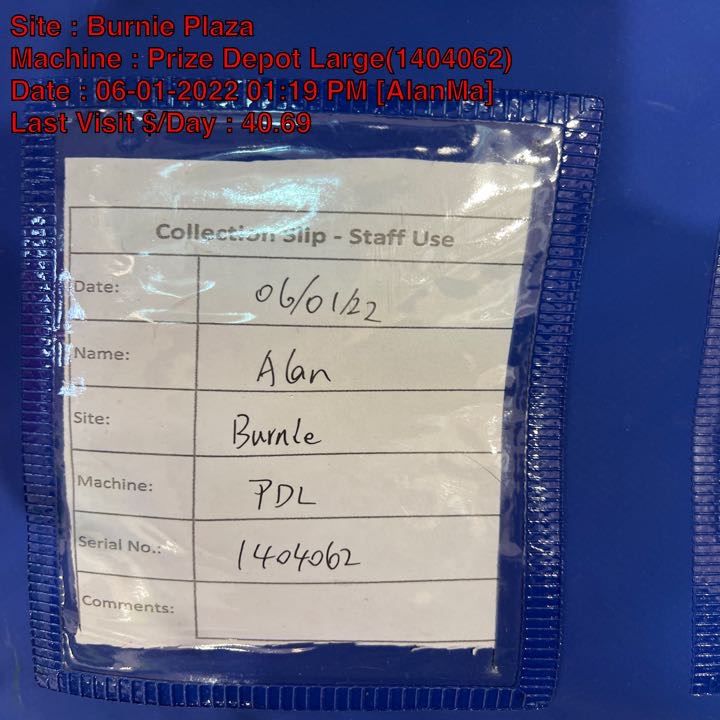 Site : Burnie Plaza
Machine : Prize Depot Large(1404062)
Date : 06-01-2022 01:19 PM [AlanMa]
Last Visit $/Day : 40.69
Collection Slip - Staff Use
Date: 06/01/22
Name: Alan
Site: Burnie
Machine: PDL
Serial No.: 1404062
Comments: